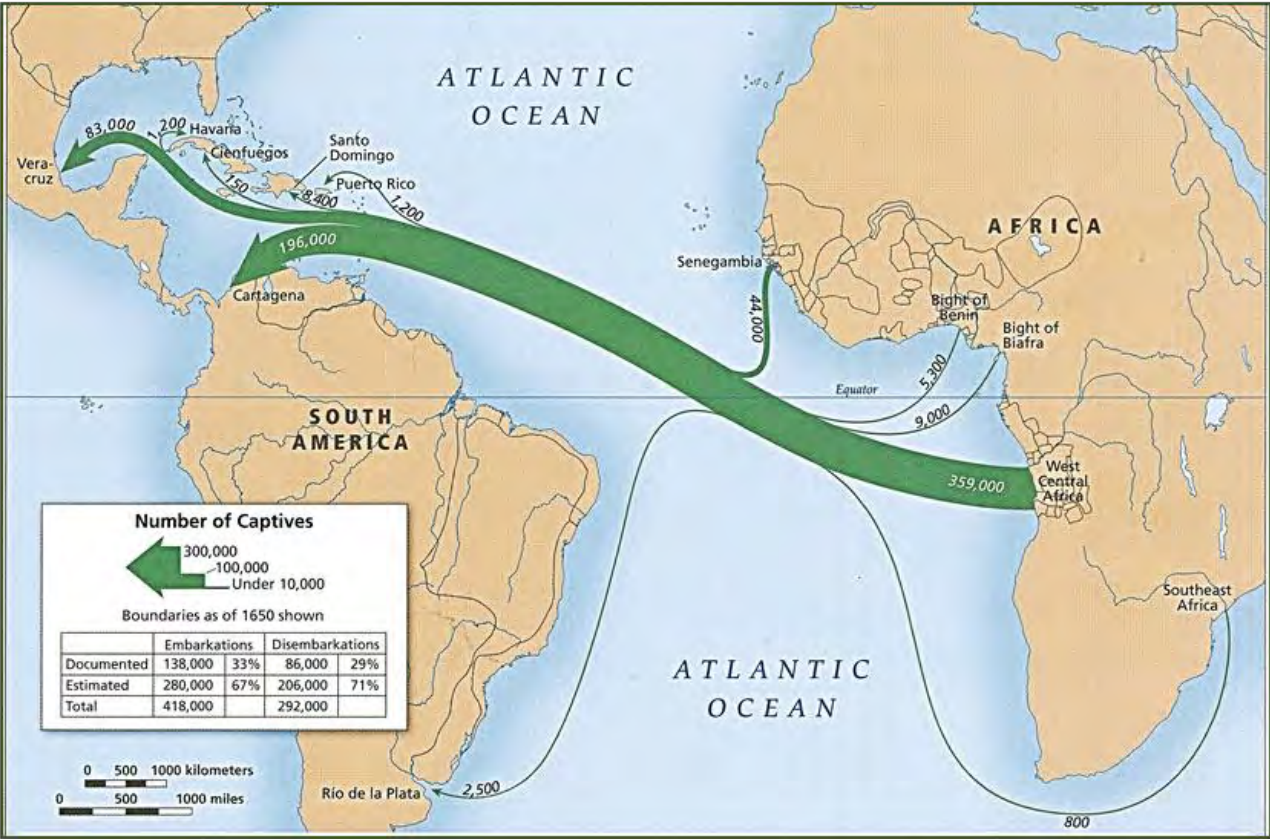 ATLANTIC
OCEAN
83,000
1,200
Havana
Cienfuegos
Santo
Domingo
Vera-
cruz
150
8,400
Puerto Rico
1,200
AFRICA
196,000
Senegambia
Cartagena
44,000
Bight of
Benin
Bight of
Biafra
Equator
5,300
9,000
SOUTH
AMERICA
359,000
West
Central
Africa
Number of Captives
300,000
100,000
Under 10,000
Boundaries as of 1650 shown
Embarkations Disembarkations
Documented 138,000 33% 86,000 29%
Estimated 280,000 67% 206,000 71%
Total 418,000 292,000
Southeast
Africa
ATLANTIC
OCEAN
0 500 1000 kilometers
0 500 1000 miles
Río de la Plata
2,500
800